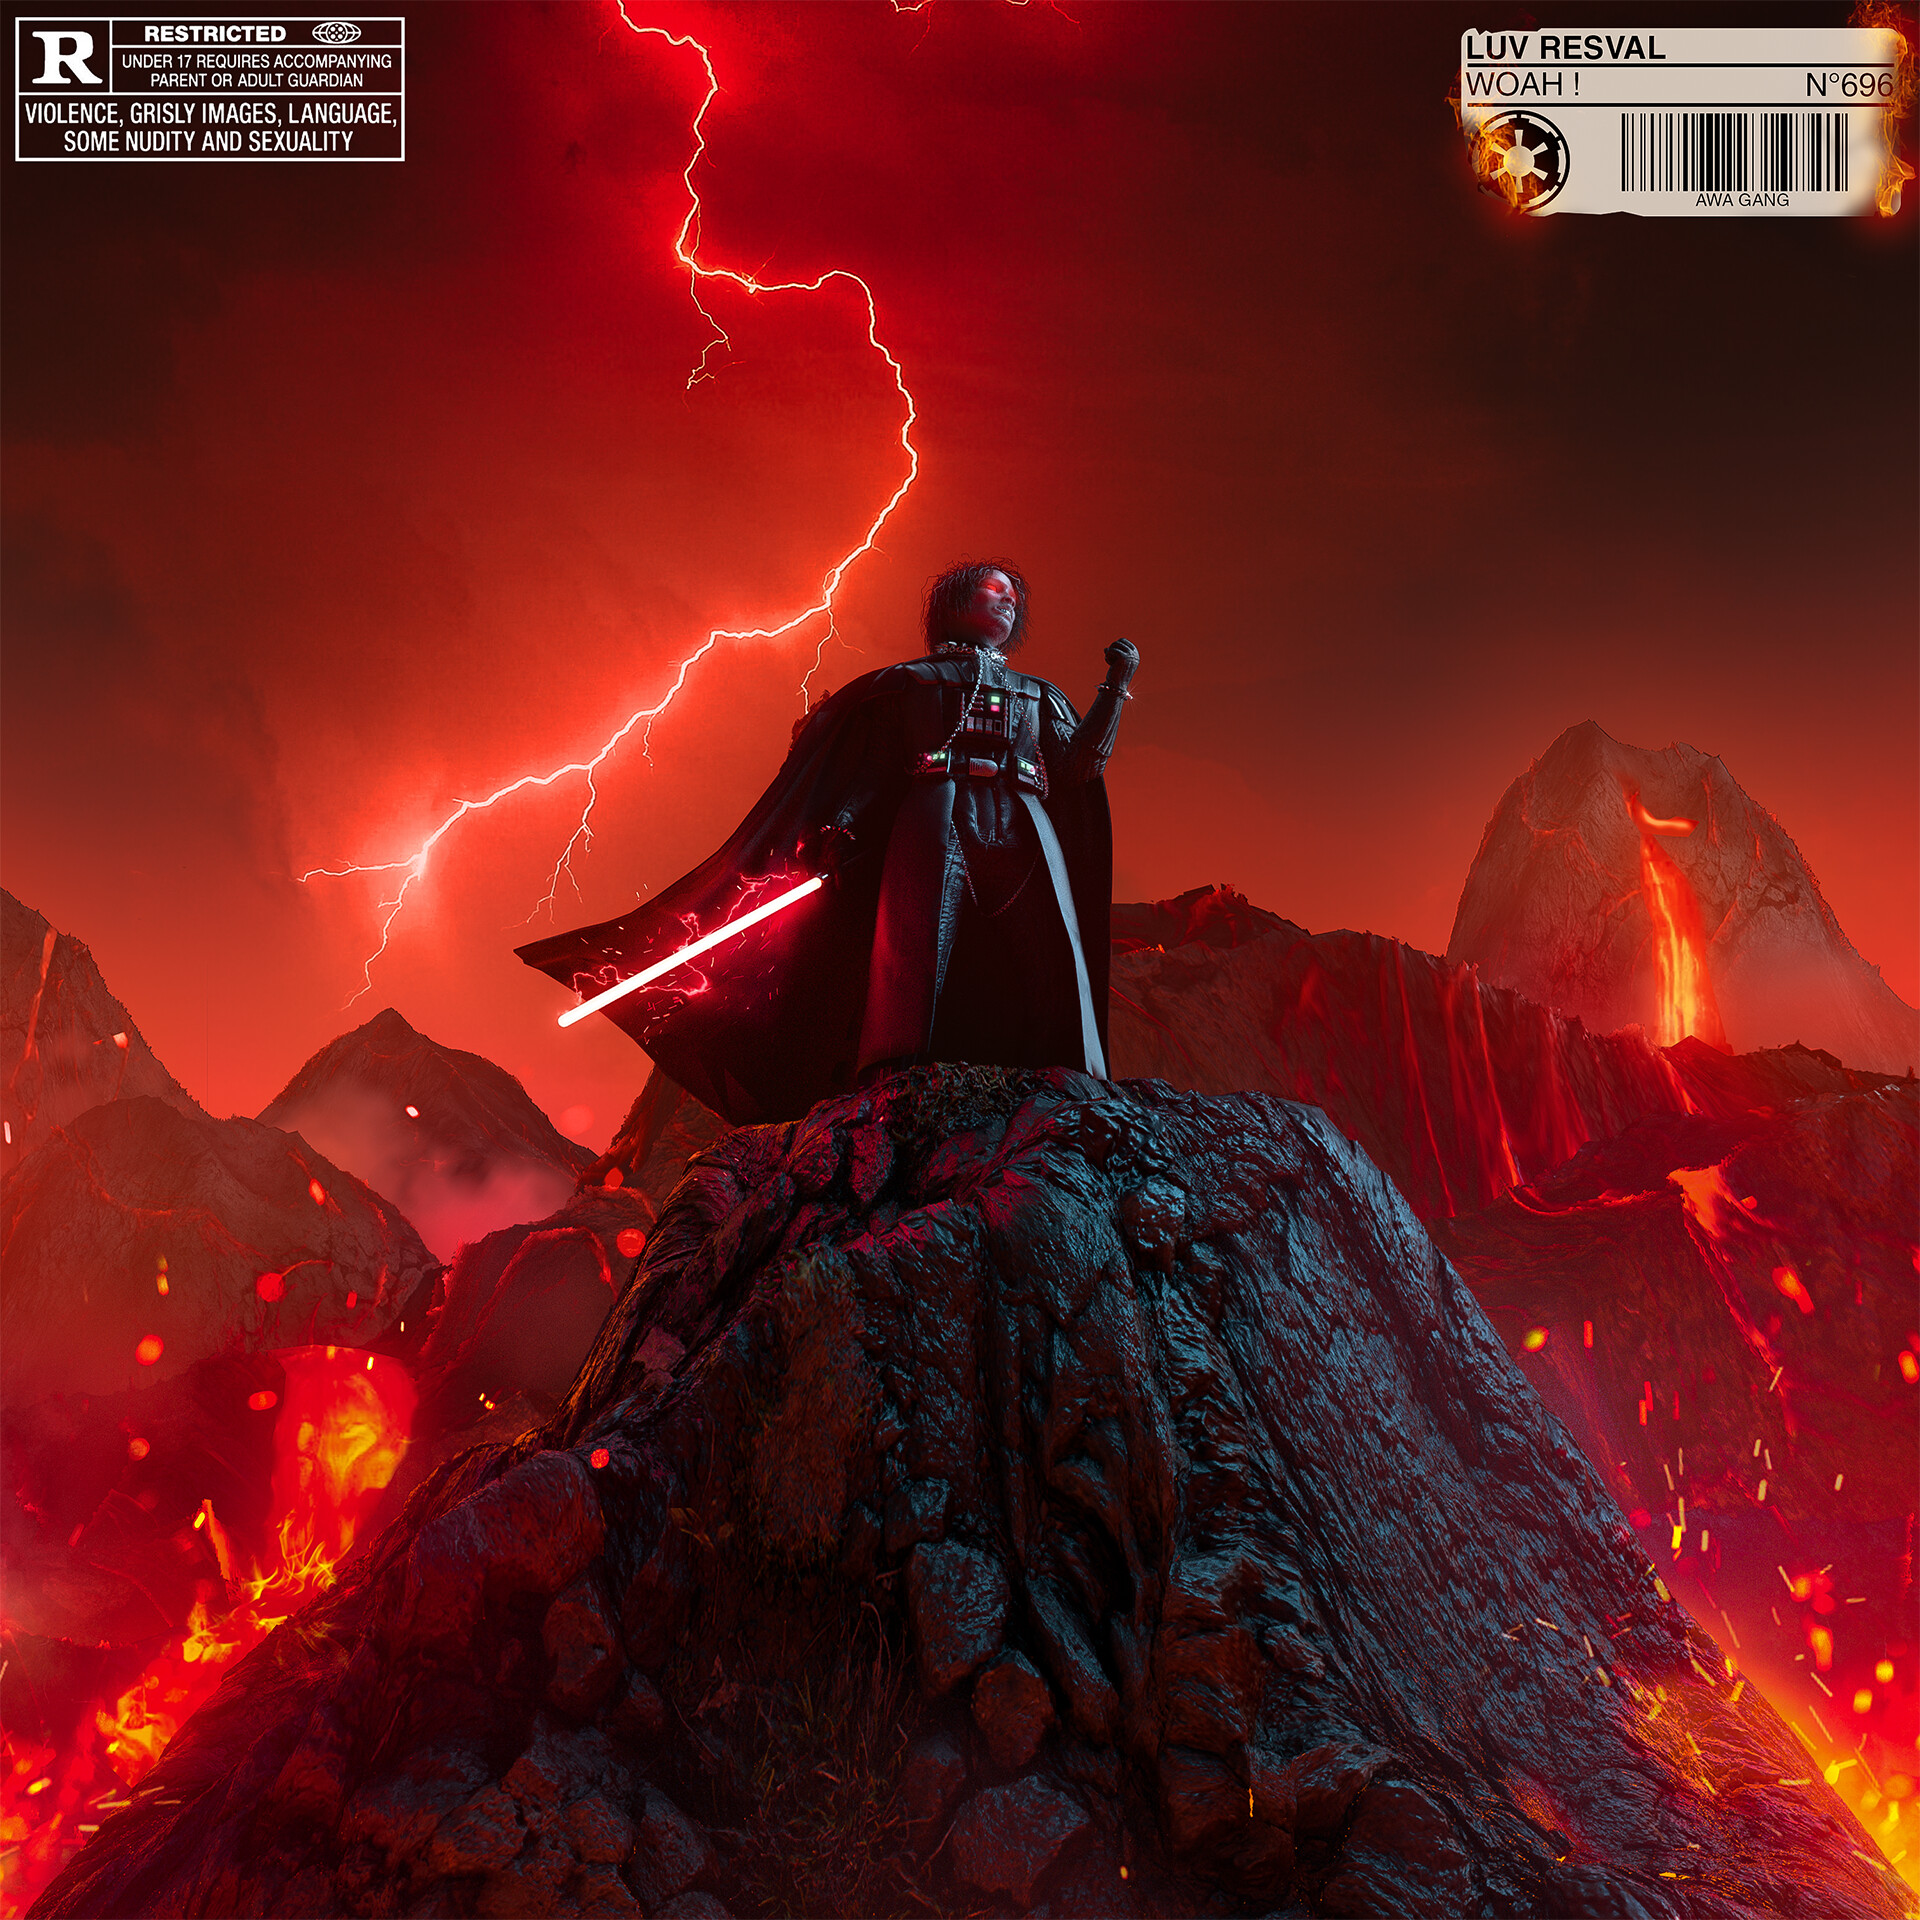 R
RESTRICTED
UNDER 17 REQUIRES ACCOMPANYING
PARENT OR ADULT GUARDIAN
VIOLENCE, GRISLY IMAGES, LANGUAGE,
SOME NUDITY AND SEXUALITY
LUV RESVAL
WOAH ! N°696
AWA GANG